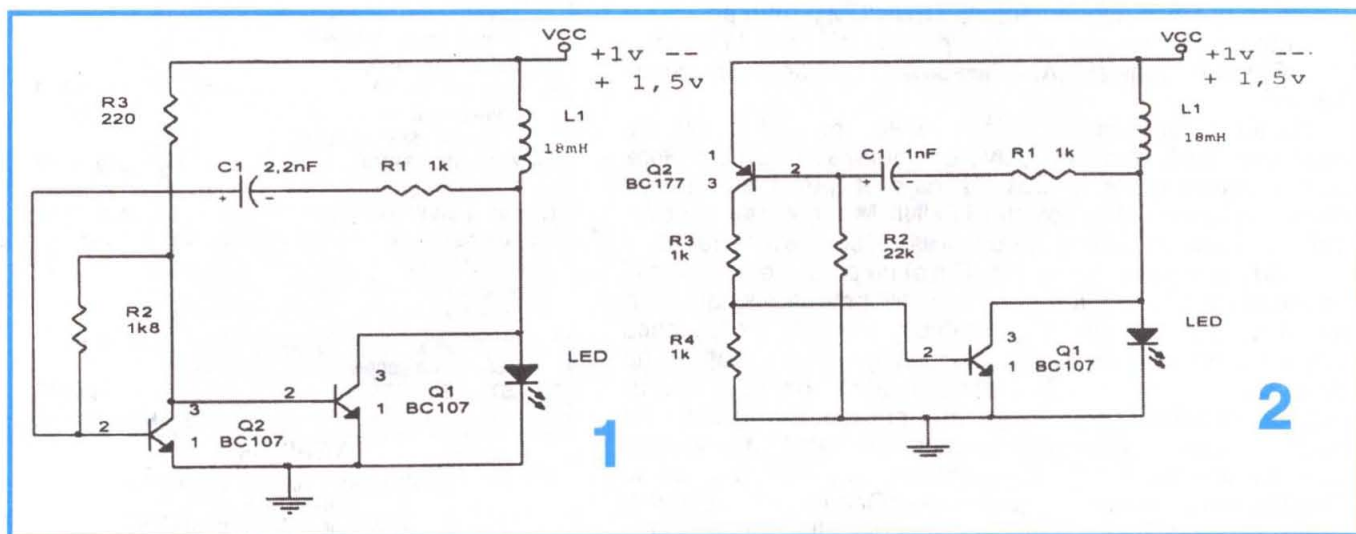 VCC
+1v --
+ 1,5v
R3
220
L1
18mH
C1 2,2nF
R1 1k
+
-
R2
1k8
LED
3
2
Q1
1
BC107
3
2
Q2
1
BC107
1
VCC
+1v --
+ 1,5v
L1
18mH
1
Q2
BC177
3
2
C1 1nF
R1 1k
+
-
R3
1k
R2
22k
R4
1k
LED
3
2
Q1
1
BC107
2